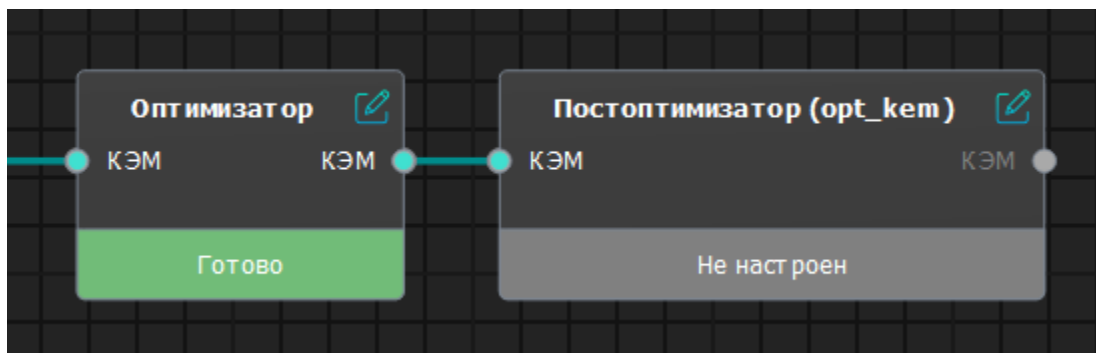 Оптимизатор
КЭМ КЭМ
Готово
Постоптимизатор (opt_kem)
КЭМ КЭМ
Не настроен